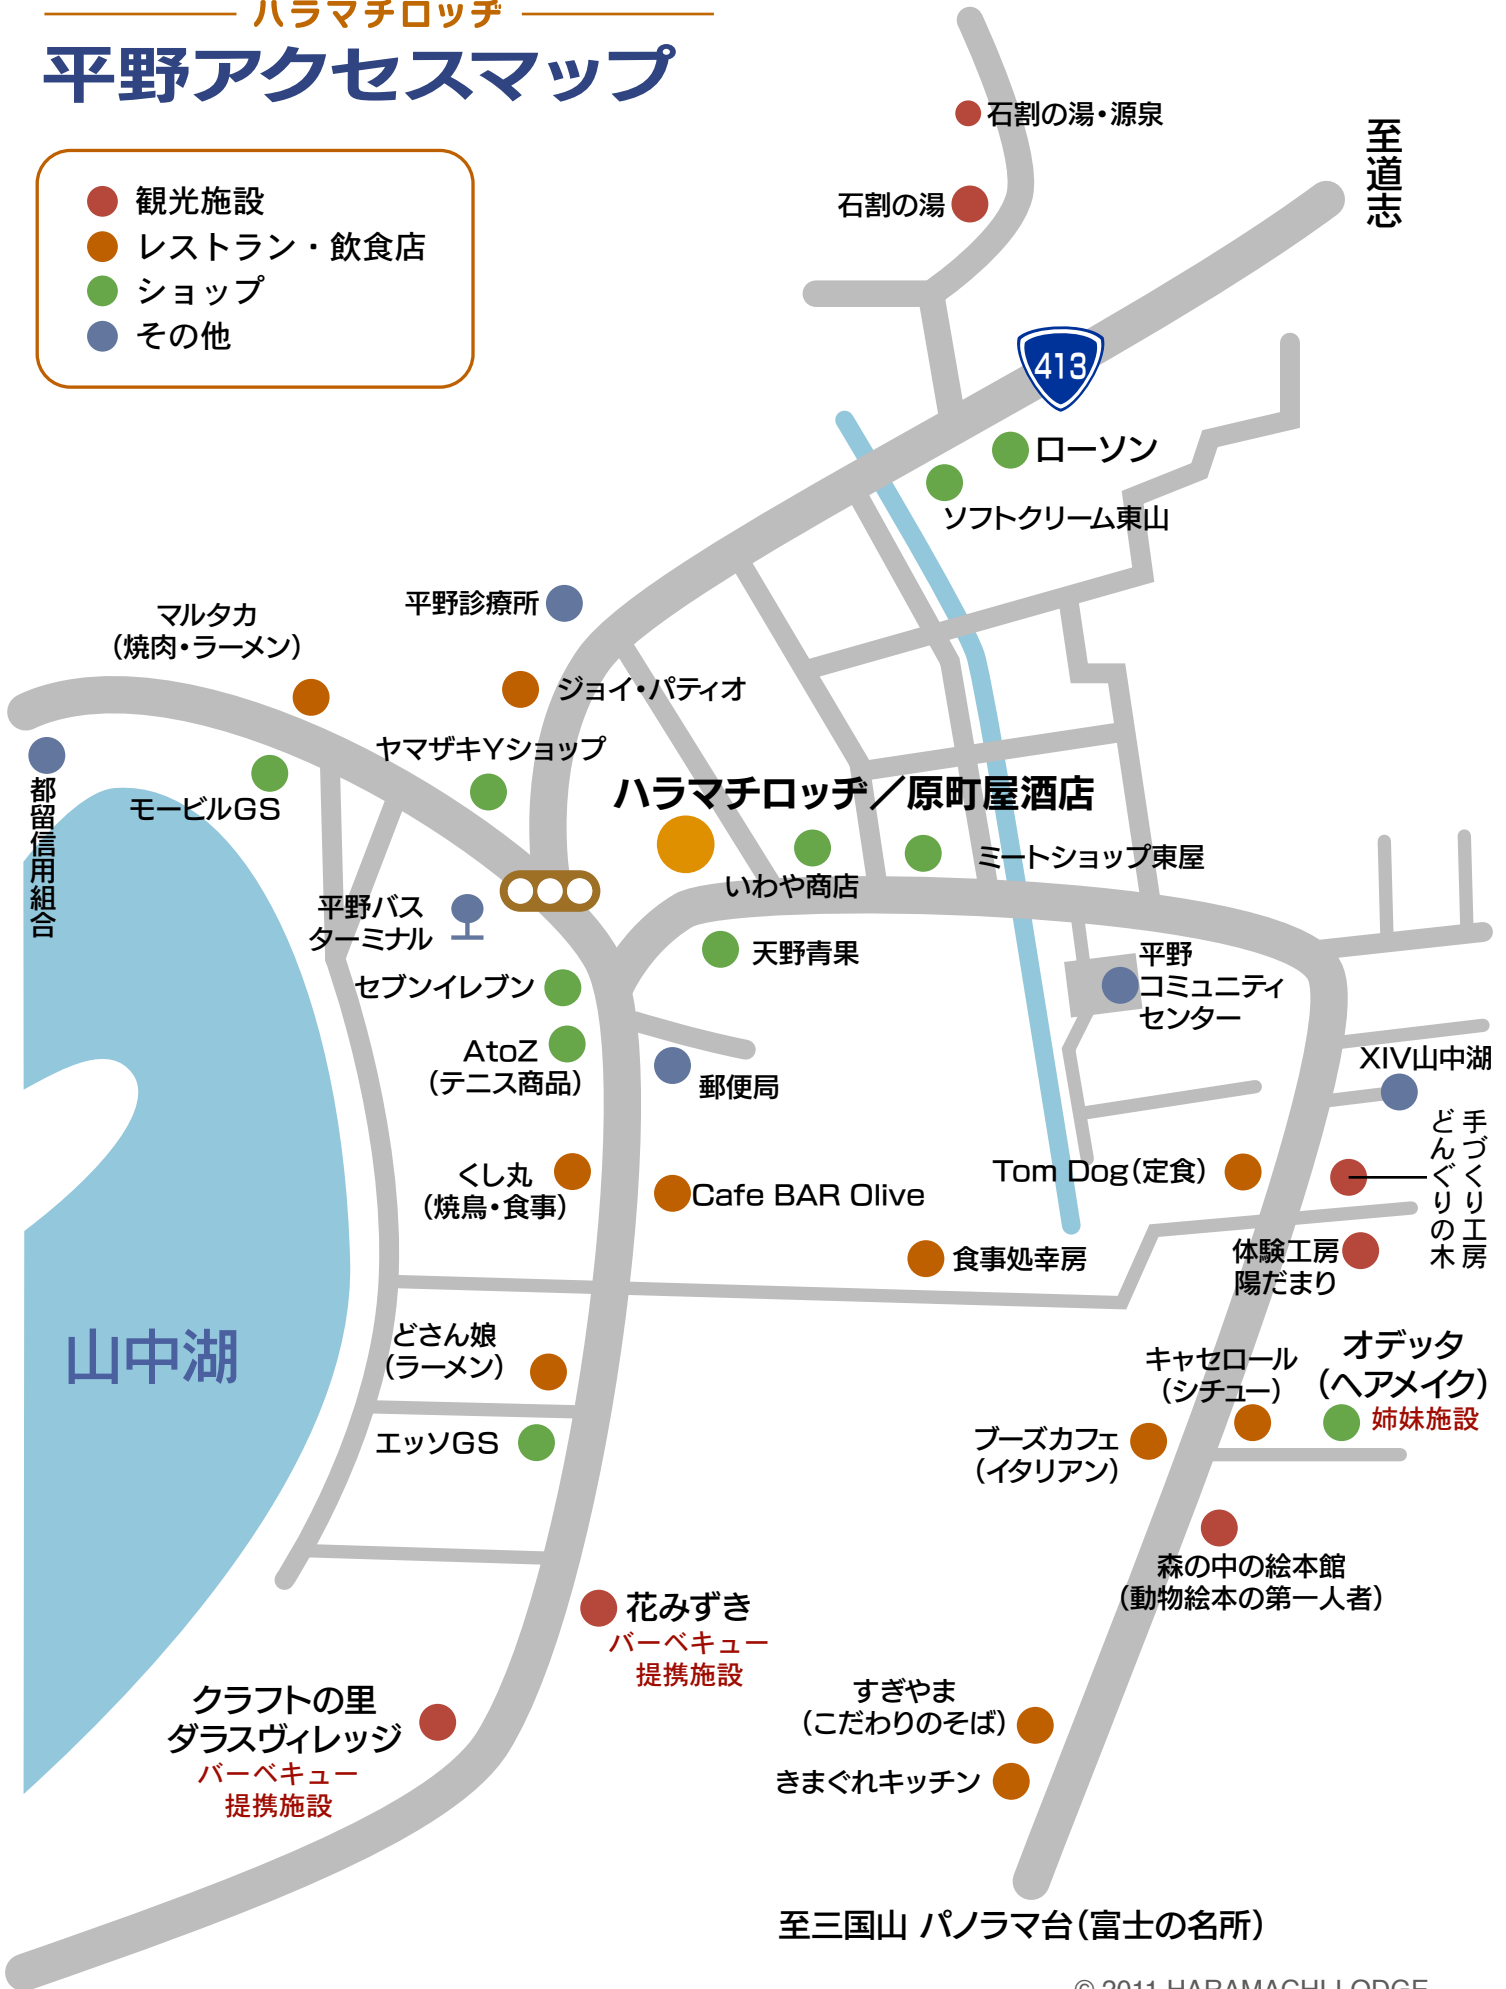 ハラマチロッヂ
平野アクセスマップ
観光施設
レストラン・飲食店
ショップ
その他
石割の湯・源泉
至道志
石割の湯
413
ローソン
ソフトクリーム東山
平野診療所
マルタカ
（焼肉・ラーメン）
ジョイ・パティオ
ヤマザキYショップ
都留信用組合
モービルGS
ハラマチロッヂ／原町屋酒店
ミートショップ東屋
いわや商店
平野バス
ターミナル
天野青果
平野
コミュニティ
センター
セブンイレブン
AtoZ
（テニス商品）
郵便局
XIV山中湖
手づくり工房
どんぐりの木
くし丸
（焼鳥・食事）
Cafe BAR Olive
Tom Dog（定食）
食事処幸房
体験工房
陽だまり
山中湖
どさん娘
（ラーメン）
キャセロール
（シチュー）
オデッタ
（ヘアメイク）
姉妹施設
エッソGS
ブーズカフェ
（イタリアン）
森の中の絵本館
（動物絵本の第一人者）
花みずき
バーベキュー
提携施設
クラフトの里
ダラスヴィレッジ
バーベキュー
提携施設
すぎやま
（こだわりのそば）
きまぐれキッチン
至三国山 パノラマ台（富士の名所）
© 2011 HARAMACHI LODGE